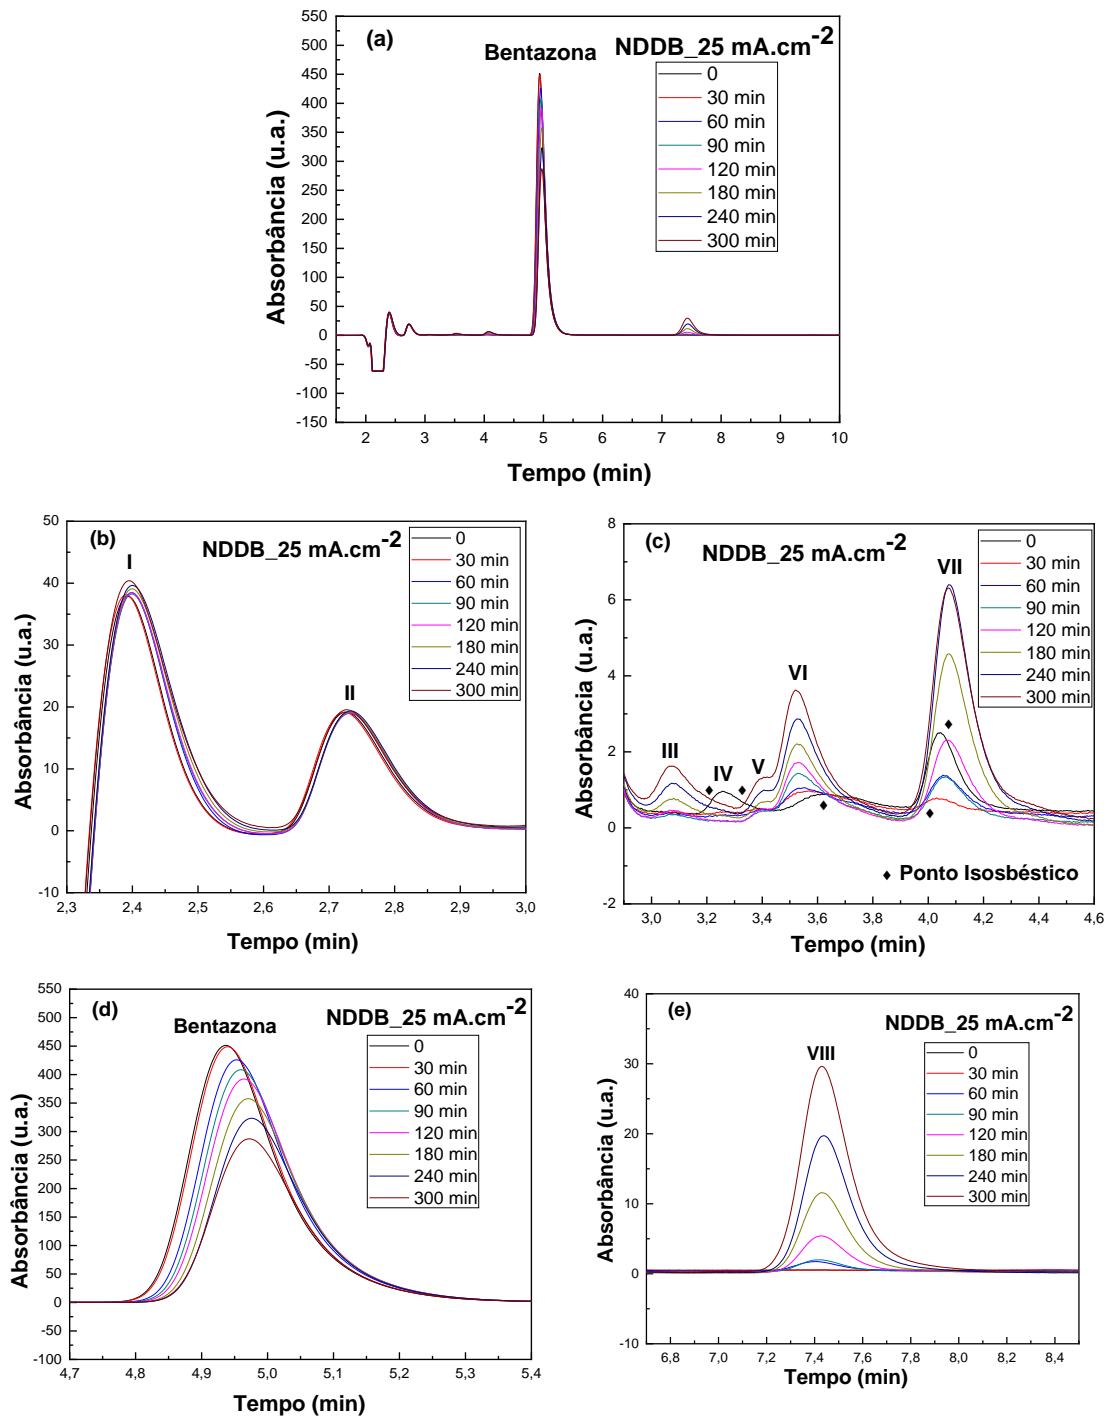 (a)
Bentazona
NDDB_25 mA.cm-2
0
30 min
60 min
90 min
120 min
180 min
240 min
300 min
Absorbância (u.a.)
550
500
450
400
350
300
250
200
150
100
50
0
-50
-100
-150
2 3 4 5 6 7 8 9 10
Tempo (min)
(b)
I
II
NDDB_25 mA.cm-2
0
30 min
60 min
90 min
120 min
180 min
240 min
300 min
Absorbância (u.a.)
50
40
30
20
10
0
-10
2,3 2,4 2,5 2,6 2,7 2,8 2,9 3,0
Tempo (min)
(c)
NDDB_25 mA.cm-2
0
30 min
60 min
90 min
120 min
180 min
240 min
300 min
III
IV
V
VI
VII
♦ Ponto Isosbéstico
Absorbância (u.a.)
8
6
4
2
0
-2
3,0 3,2 3,4 3,6 3,8 4,0 4,2 4,4 4,6
Tempo (min)
(d)
Bentazona
NDDB_25 mA.cm-2
0
30 min
60 min
90 min
120 min
180 min
240 min
300 min
Absorbância (u.a.)
550
500
450
400
350
300
250
200
150
100
50
0
-50
-100
4,7 4,8 4,9 5,0 5,1 5,2 5,3 5,4
Tempo (min)
(e)
VIII
NDDB_25 mA.cm-2
0
30 min
60 min
90 min
120 min
180 min
240 min
300 min
Absorbância (u.a.)
40
30
20
10
0
-10
6,8 7,0 7,2 7,4 7,6 7,8 8,0 8,2 8,4
Tempo (min)